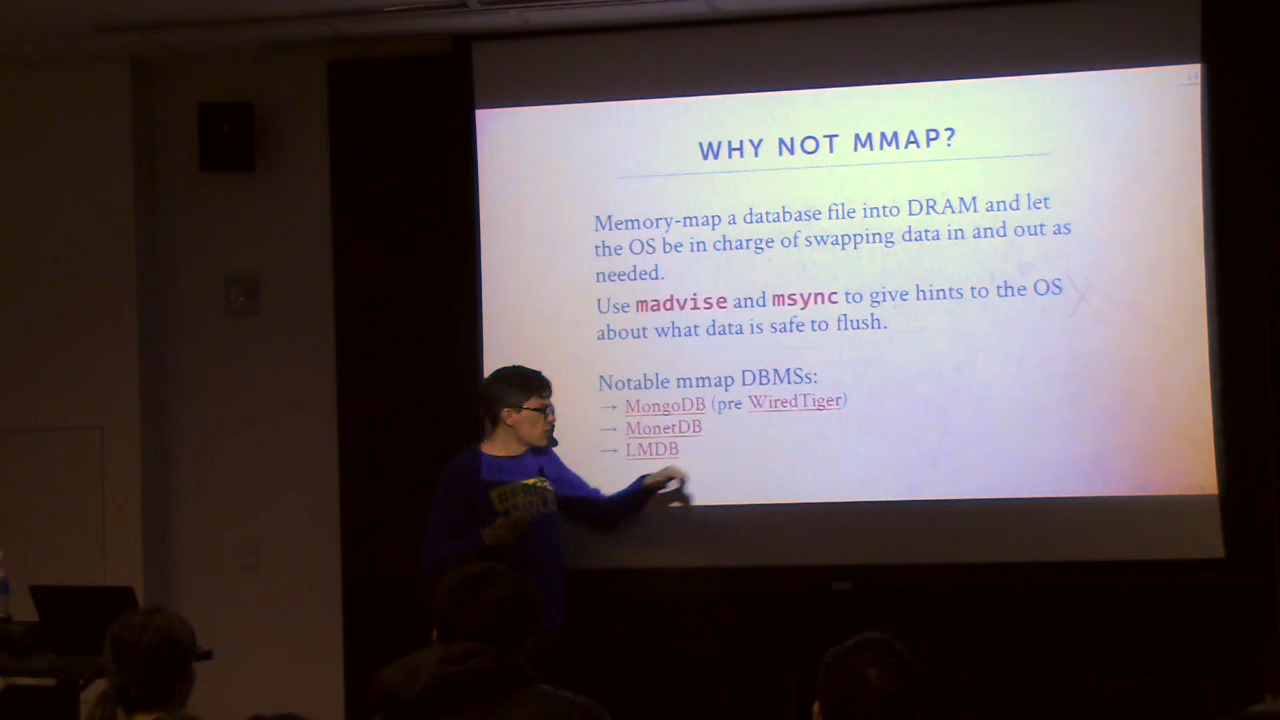 WHY NOT MMAP?
Memory-map a database file into DRAM and let
the OS be in charge of swapping data in and out as
needed.
Use madvise and msync to give hints to the OS
about what data is safe to flush.
Notable mmap DBMSs:
→ MongoDB (pre WiredTiger)
→ MonetDB
→ LMDB